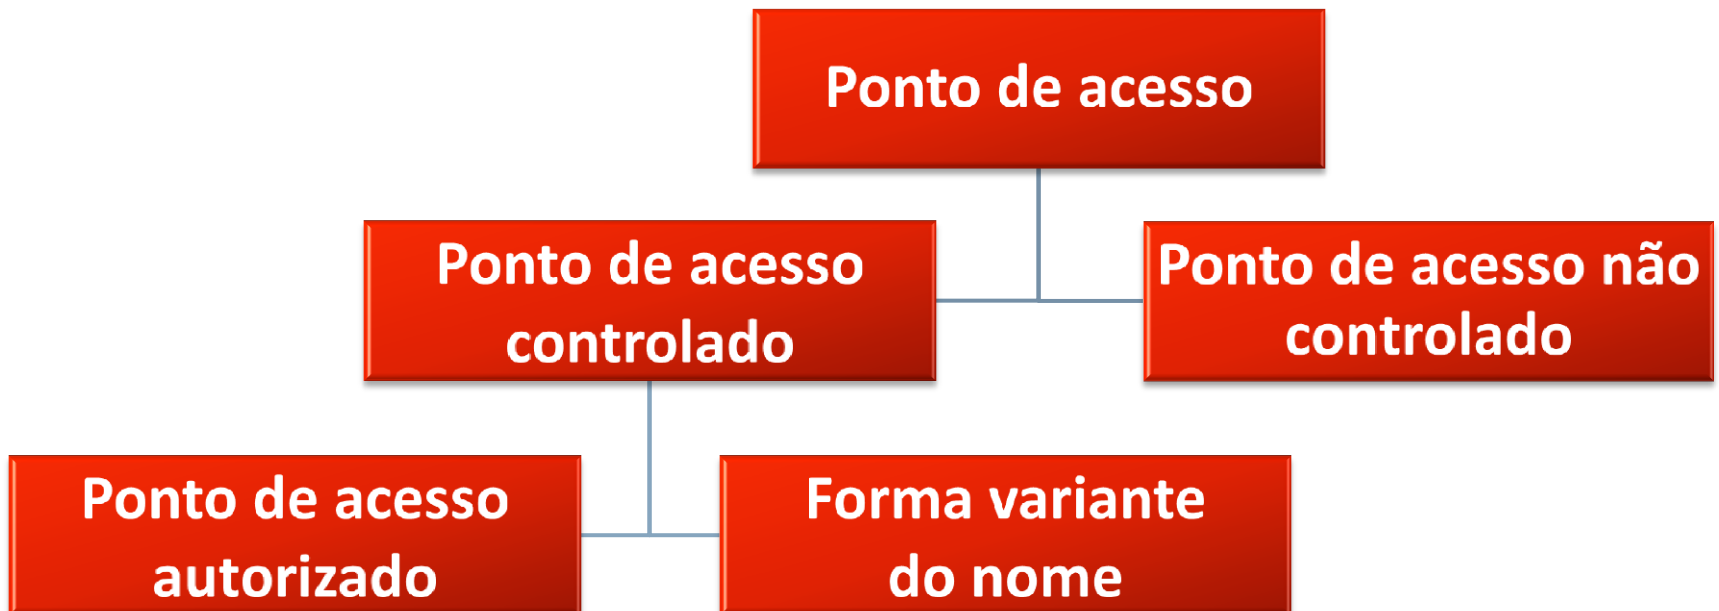 Ponto de acesso
Ponto de acesso
controlado
Ponto de acesso não
controlado
Ponto de acesso
autorizado
Forma variante
do nome